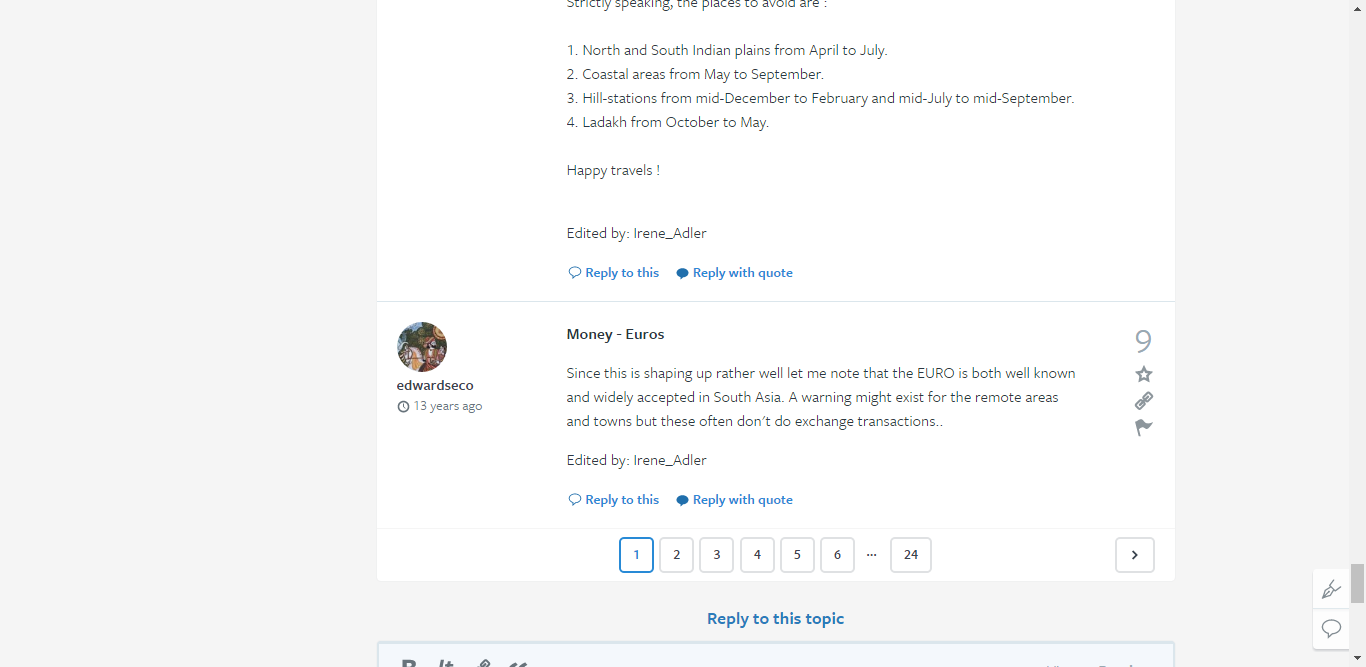 Strictly speaking, the places to avoid are :
1. North and South Indian plains from April to July.
2. Coastal areas from May to September.
3. Hill-stations from mid-December to February and mid-July to mid-September.
4. Ladakh from October to May.
Happy travels !
Edited by: Irene_Adler
Reply to this Reply with quote
Money - Euros
9
Since this is shaping up rather well let me note that the EURO is both well known
edwardseco
and widely accepted in South Asia. A warning might exist for the remote areas
13 years ago
and towns but these often don't do exchange transactions..
Edited by: Irene_Adler
Reply to this Reply with quote
1 2 3 4 5 6 ... 24
Reply to this topic